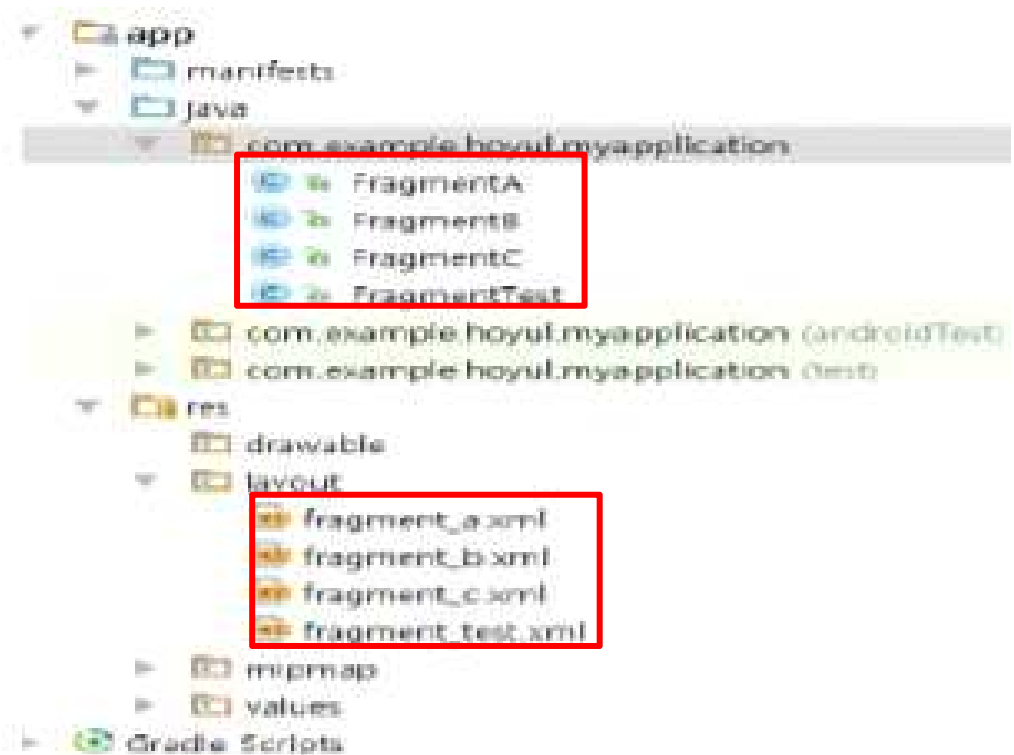 app
manifests
java
com.example.hoyul.myapplication
FragmentA
FragmentB
FragmentC
FragmentTest
com.example.hoyul.myapplication (androidTest)
com.example.hoyul.myapplication (test)
res
drawable
layout
fragment_a.xml
fragment_b.xml
fragment_c.xml
fragment_test.xml
mipmap
values
Gradle Scripts